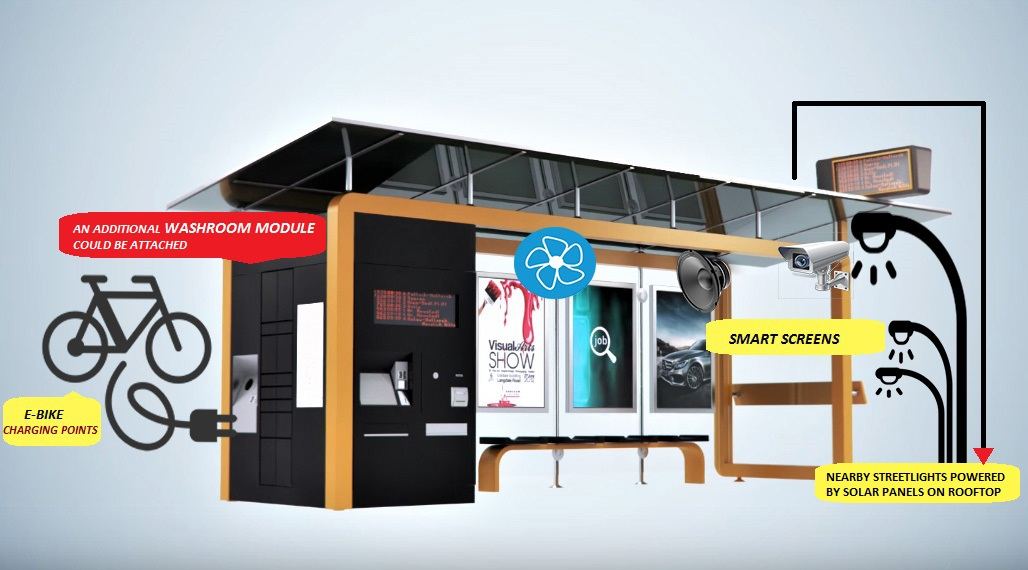 AN ADDITIONAL WASHROOM MODULE
COULD BE ATTACHED
E-BIKE
CHARGING POINTS
Visual Arts
SHOW
job
SMART SCREENS
NEARBY STREETLIGHTS POWERED
BY SOLAR PANELS ON ROOFTOP